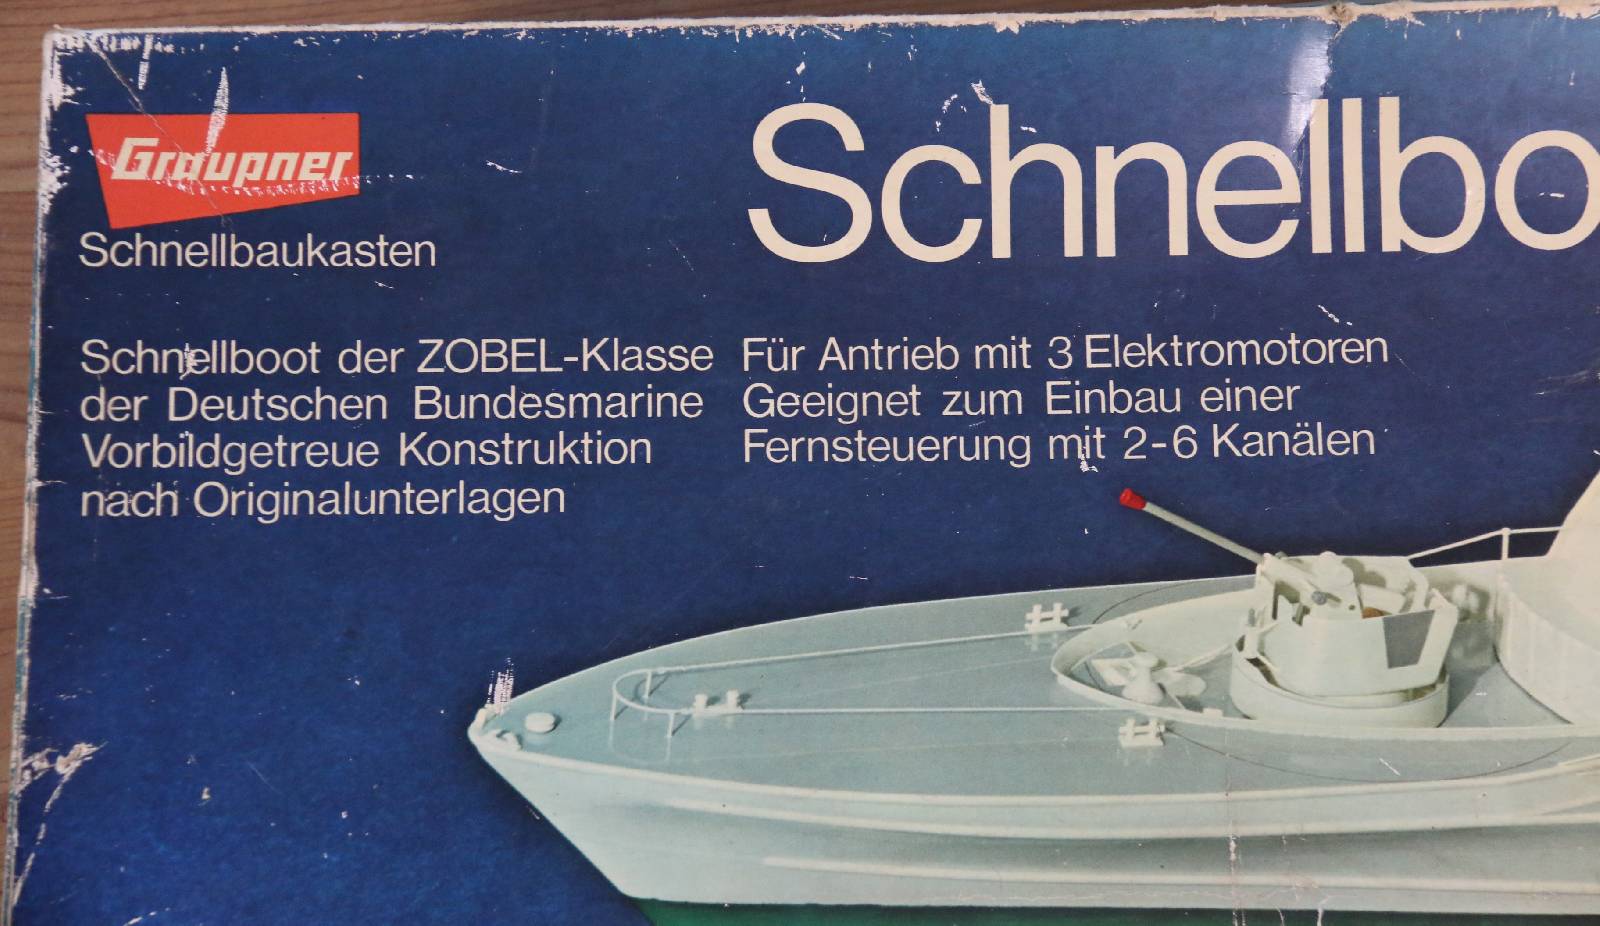 Graupner
Schnellbaukasten
Schnellbo
Schnellboot der ZOBEL-Klasse
der Deutschen Bundesmarine
Vorbildgetreue Konstruktion
nach Originalunterlagen
Für Antrieb mit 3 Elektromotoren
Geeignet zum Einbau einer
Fernsteuerung mit 2-6 Kanälen